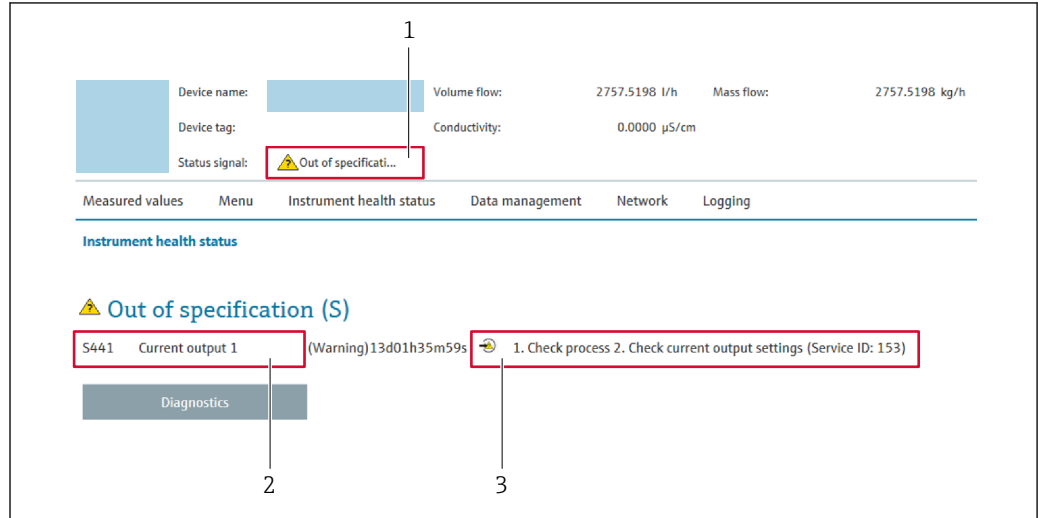 1
Device name: Volume flow: 2757.5198 l/h Mass flow: 2757.5198 kg/h
Device tag: Conductivity: 0.0000 µS/cm
Status signal: Out of specificati...
Measured values Menu Instrument health status Data management Network Logging
Instrument health status
Out of specification (S)
S441 Current output 1 (Warning)13d01h35m59s 1. Check process 2. Check current output settings (Service ID: 153)
Diagnostics
2 3